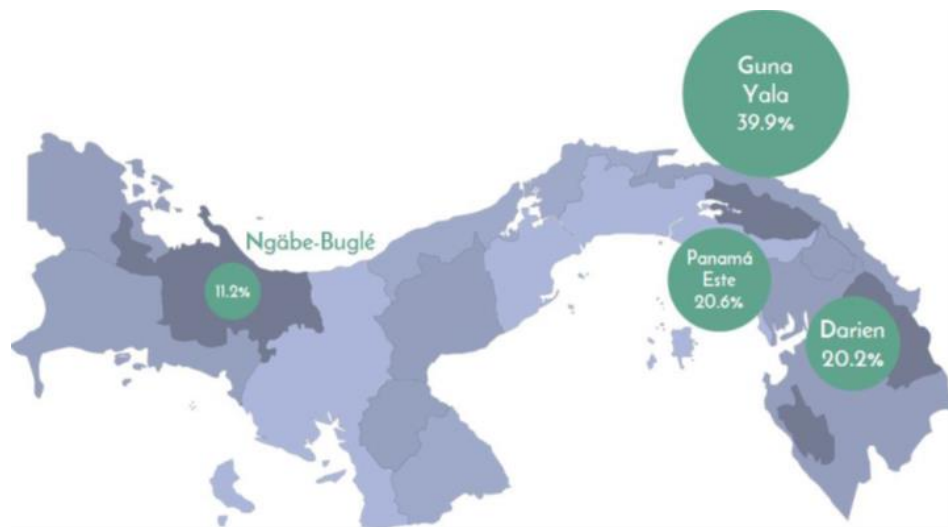 Guna
Yala
39.9%
Ngäbe-Buglé
11.2%
Panamá
Este
20.6%
Darien
20.2%